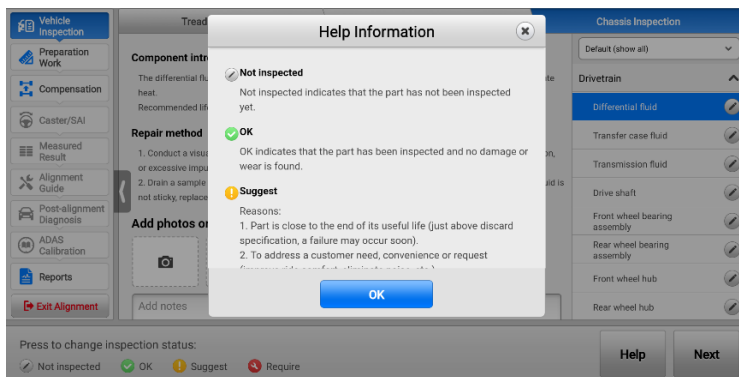 Vehicle
Inspection
Tread
Chassis Inspection
Help Information
Preparation
Work
Compensation
Caster/SAI
Measured
Result
Alignment
Guide
Post-alignment
Diagnosis
ADAS
Calibration
Reports
Exit Alignment
Component intr
The differential flu
heat.
Recommended lif
Repair method
1. Conduct a visua
or excessive impu
2. Drain a sample
not sticky, replace
Add photos or
Add notes
Not inspected
Not inspected indicates that the part has not been inspected
yet.
OK
OK indicates that the part has been inspected and no damage or
wear is found.
Suggest
Reasons:
1. Part is close to the end of its useful life (just above discard
specification, a failure may occur soon).
2. To address a customer need, convenience or request
OK
te
on,
uid is
Default (show all)
Drivetrain
Differential fluid
Transfer case fluid
Transmission fluid
Drive shaft
Front wheel bearing
assembly
Rear wheel bearing
assembly
Front wheel hub
Rear wheel hub
Press to change inspection status:
Not inspected
OK
Suggest
Require
Help
Next